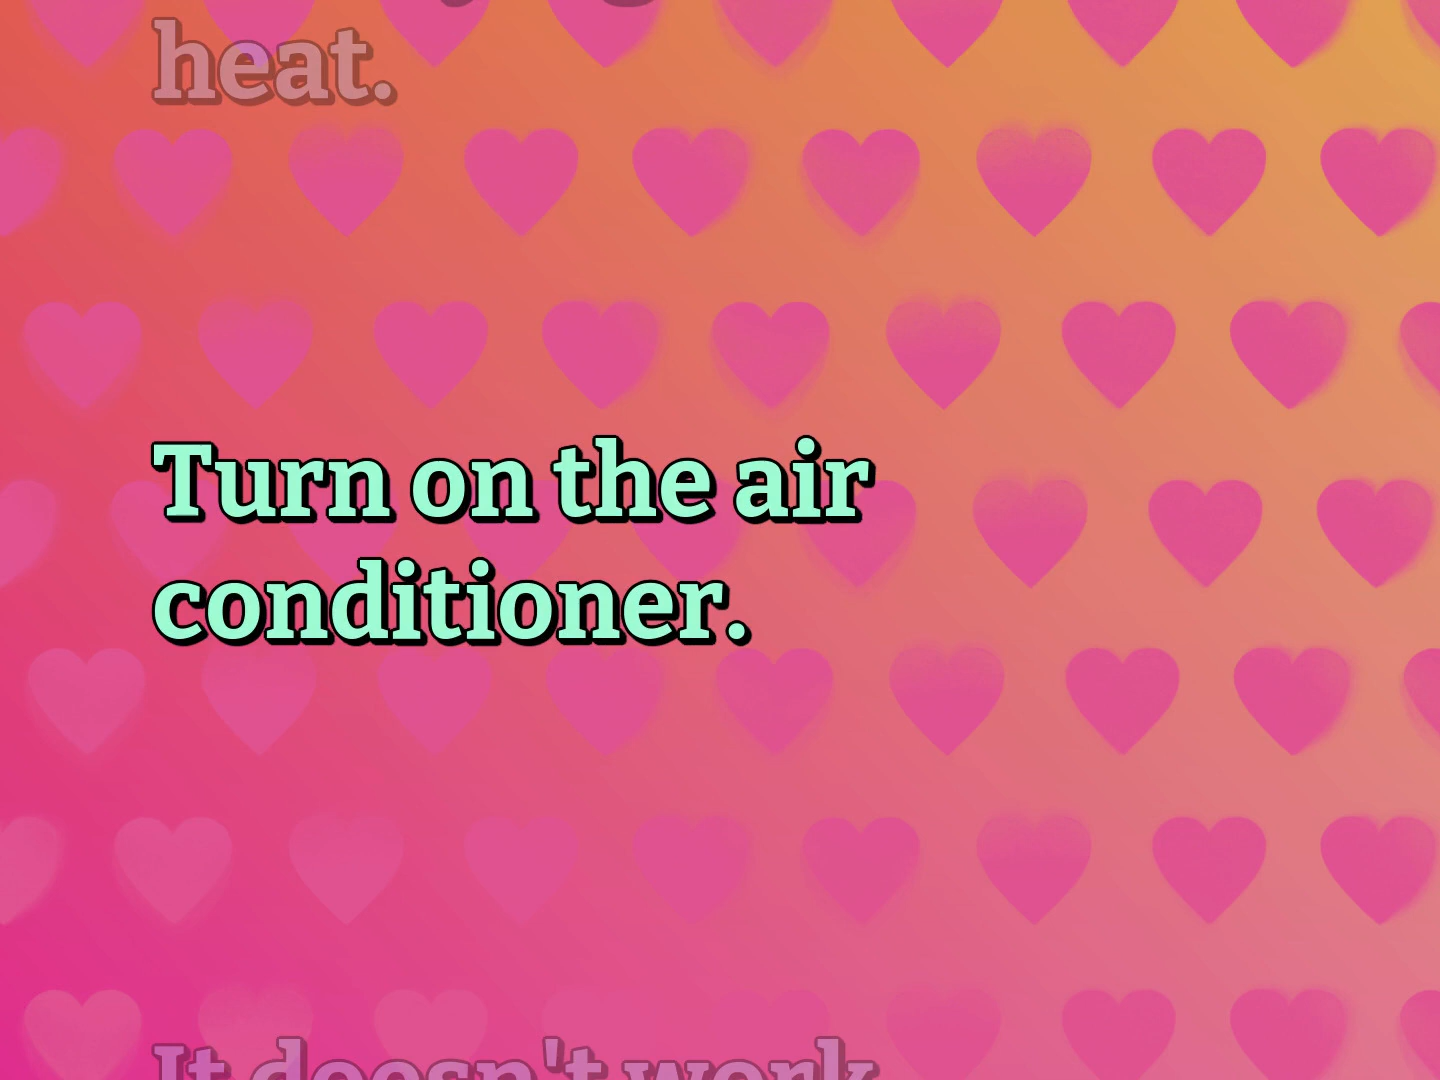 heat.
Turn on the air
conditioner.
It doesn't work